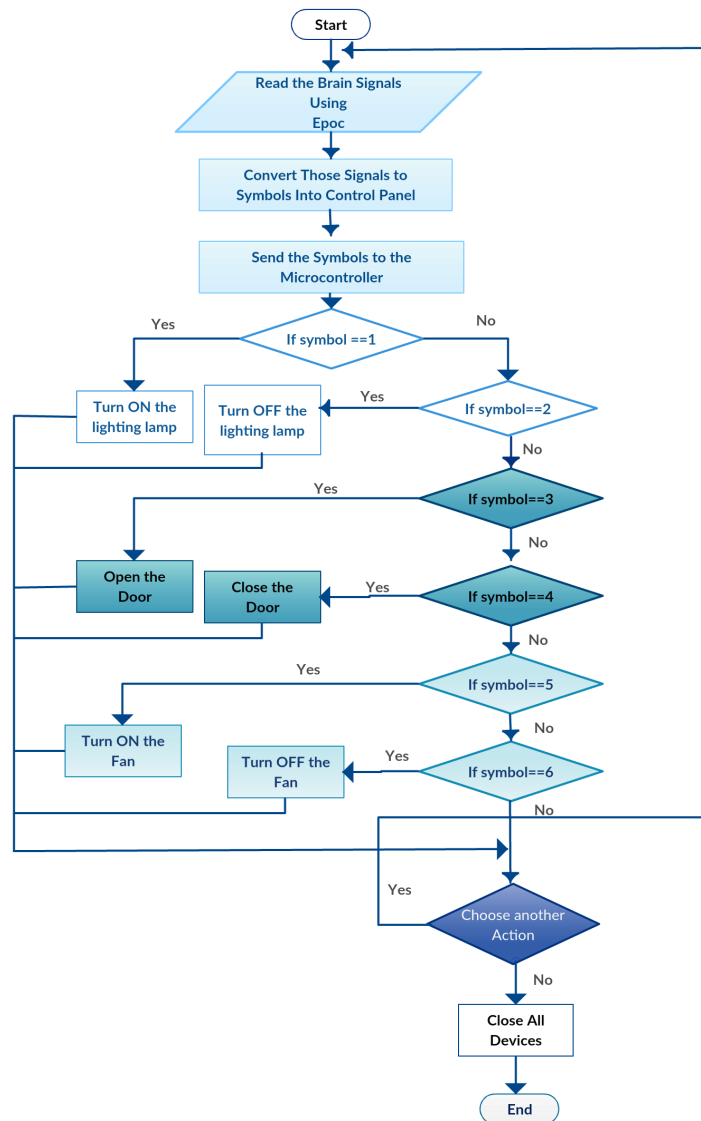 Start
Read the Brain Signals
Using
Epoc
Convert Those Signals to
Symbols Into Control Panel
Send the Symbols to the
Microcontroller
Yes
If symbol ==1
No
Turn ON the
lighting lamp
Turn OFF the
lighting lamp
Yes
If symbol==2
No
Yes
If symbol==3
No
Open the
Door
Close the
Door
Yes
If symbol==4
No
Yes
If symbol==5
No
Turn ON the
Fan
Turn OFF the
Fan
Yes
If symbol==6
No
Yes
Choose another
Action
No
Close All
Devices
End